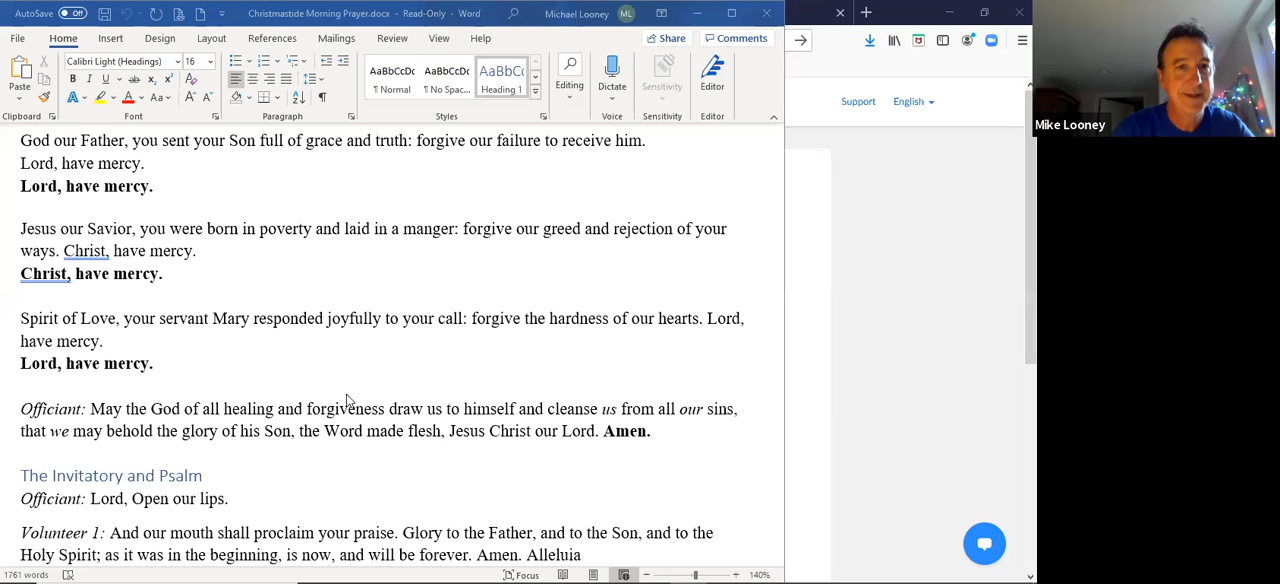 AutoSave Off Christmastide Morning Prayer.docx - Read-Only - Word Michael Looney ML
File Home Insert Design Layout References Mailings Review View Help Share Comments
Support English
Mike Looney
Paste
Calibri Light (Headings) 16
B I U ab x₂ x²
A A Aa A A
AaBbCcDc AaBbCcDc AaBbCc
¶ Normal ¶ No Spac... Heading 1
Editing Dictate Sensitivity Editor
Clipboard Font Paragraph Styles Voice Sensitivity Editor
God our Father, you sent your Son full of grace and truth: forgive our failure to receive him.
Lord, have mercy.
Lord, have mercy.
Jesus our Savior, you were born in poverty and laid in a manger: forgive our greed and rejection of your
ways. Christ, have mercy.
Christ, have mercy.
Spirit of Love, your servant Mary responded joyfully to your call: forgive the hardness of our hearts. Lord,
have mercy.
Lord, have mercy.
Officiant: May the God of all healing and forgiveness draw us to himself and cleanse us from all our sins,
that we may behold the glory of his Son, the Word made flesh, Jesus Christ our Lord. Amen.
The Invitatory and Psalm
Officiant: Lord, Open our lips.
Volunteer 1: And our mouth shall proclaim your praise. Glory to the Father, and to the Son, and to the
Holy Spirit; as it was in the beginning, is now, and will be forever. Amen. Alleluia
1761 words Focus 140%